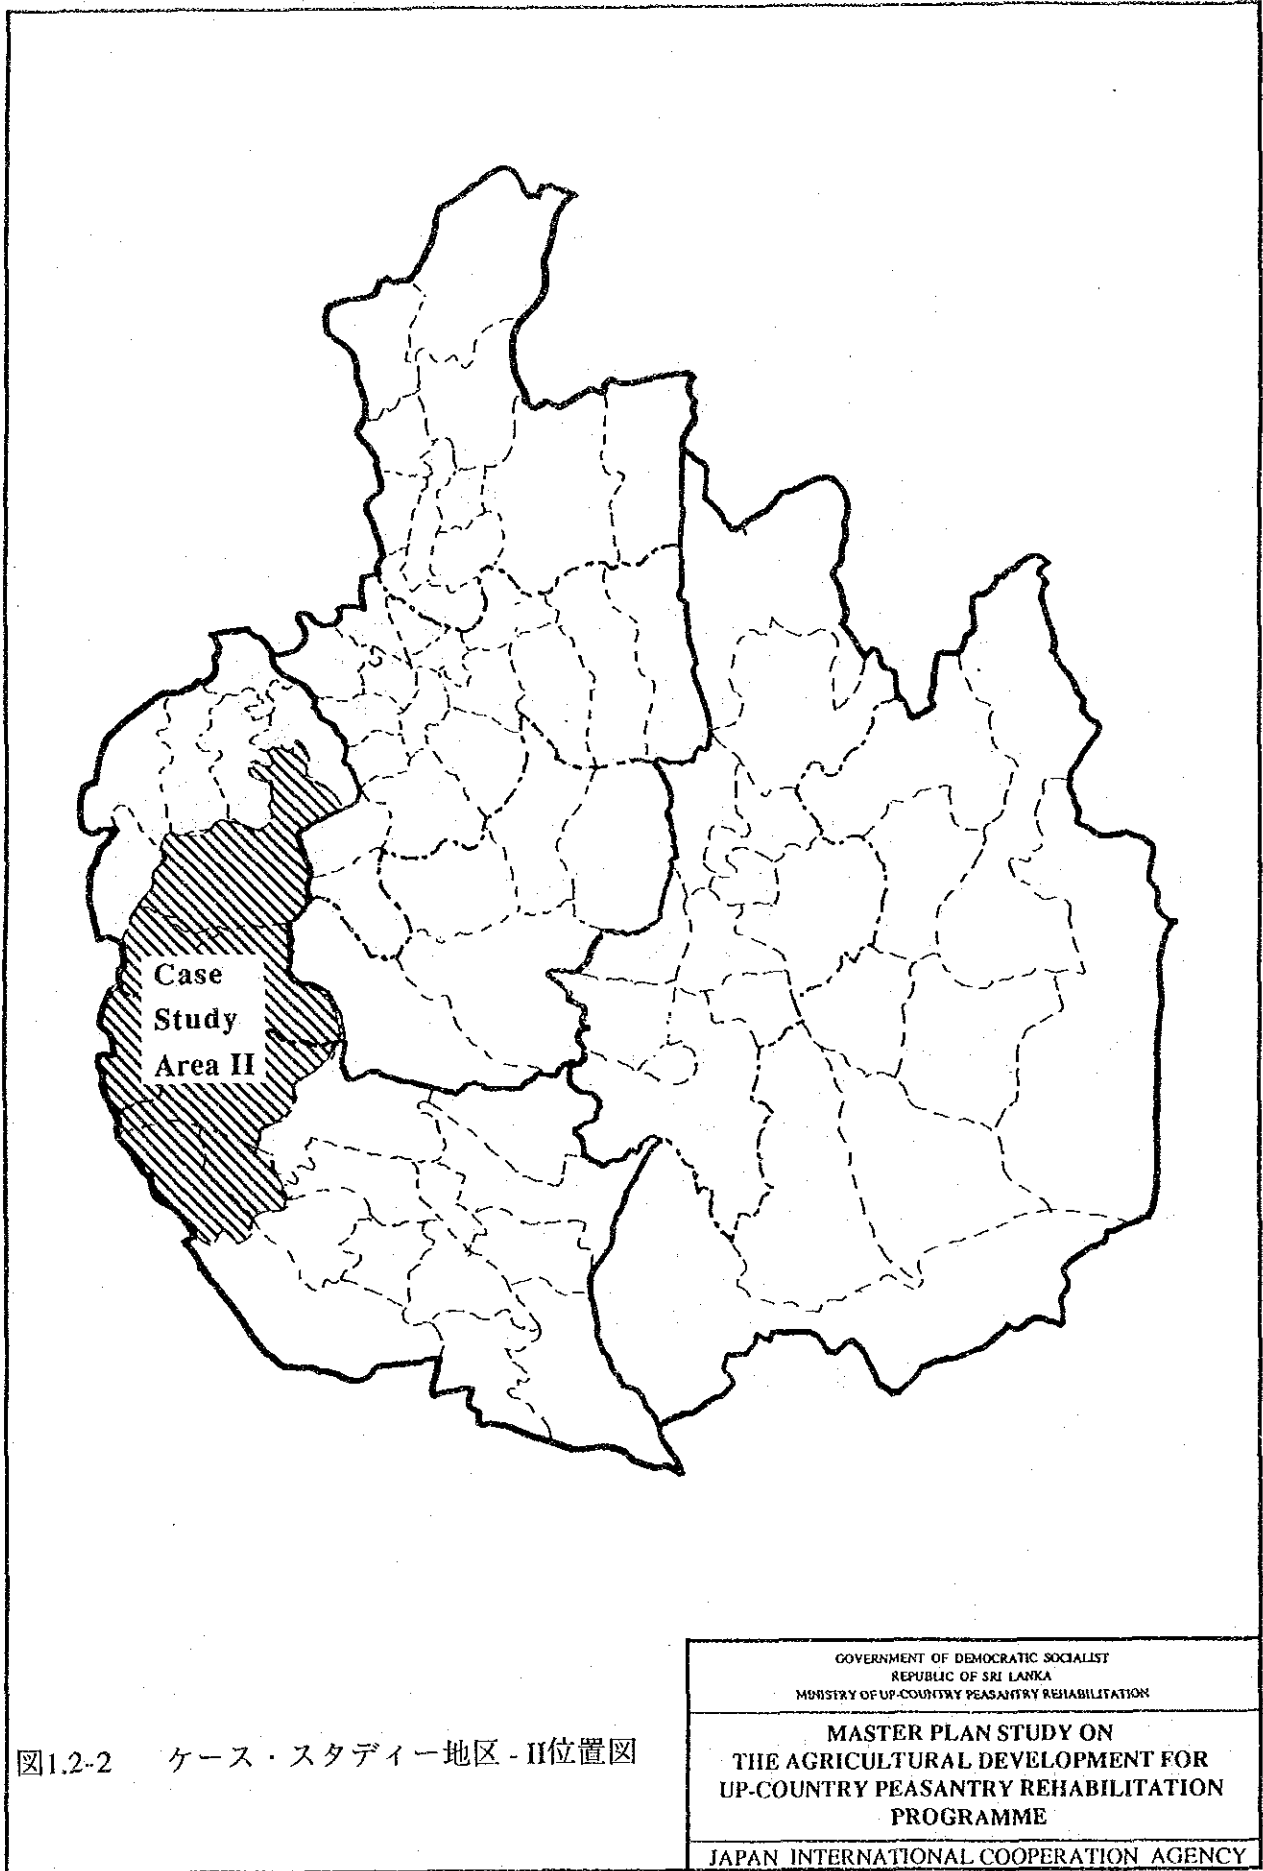 Case
Study
Area II
図1.2-2 ケース・スタディー地区 - II位置図
GOVERNMENT OF DEMOCRATIC SOCIALIST
REPUBLIC OF SRI LANKA
MINISTRY OF UP-COUNTRY PEASANTRY REHABILITATION
MASTER PLAN STUDY ON
THE AGRICULTURAL DEVELOPMENT FOR
UP-COUNTRY PEASANTRY REHABILITATION
PROGRAMME
JAPAN INTERNATIONAL COOPERATION AGENCY